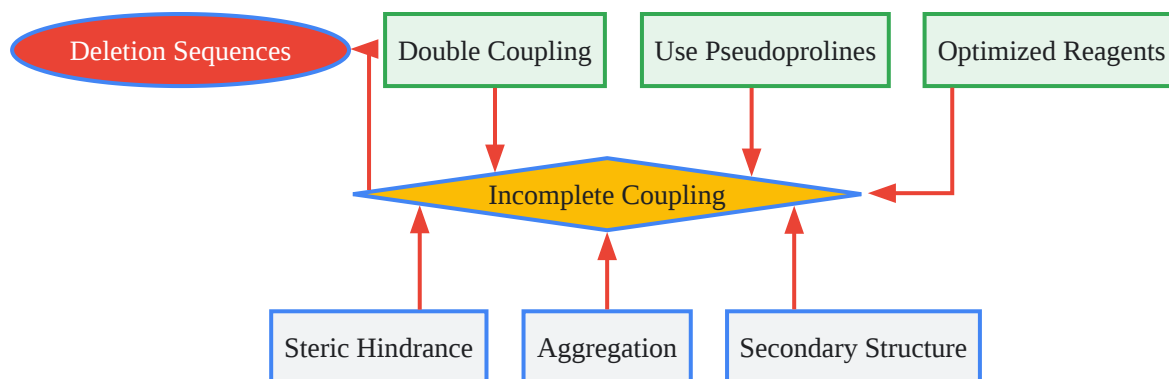 Deletion Sequences
Double Coupling
Use Pseudoprolines
Optimized Reagents
Incomplete Coupling
Steric Hindrance
Aggregation
Secondary Structure